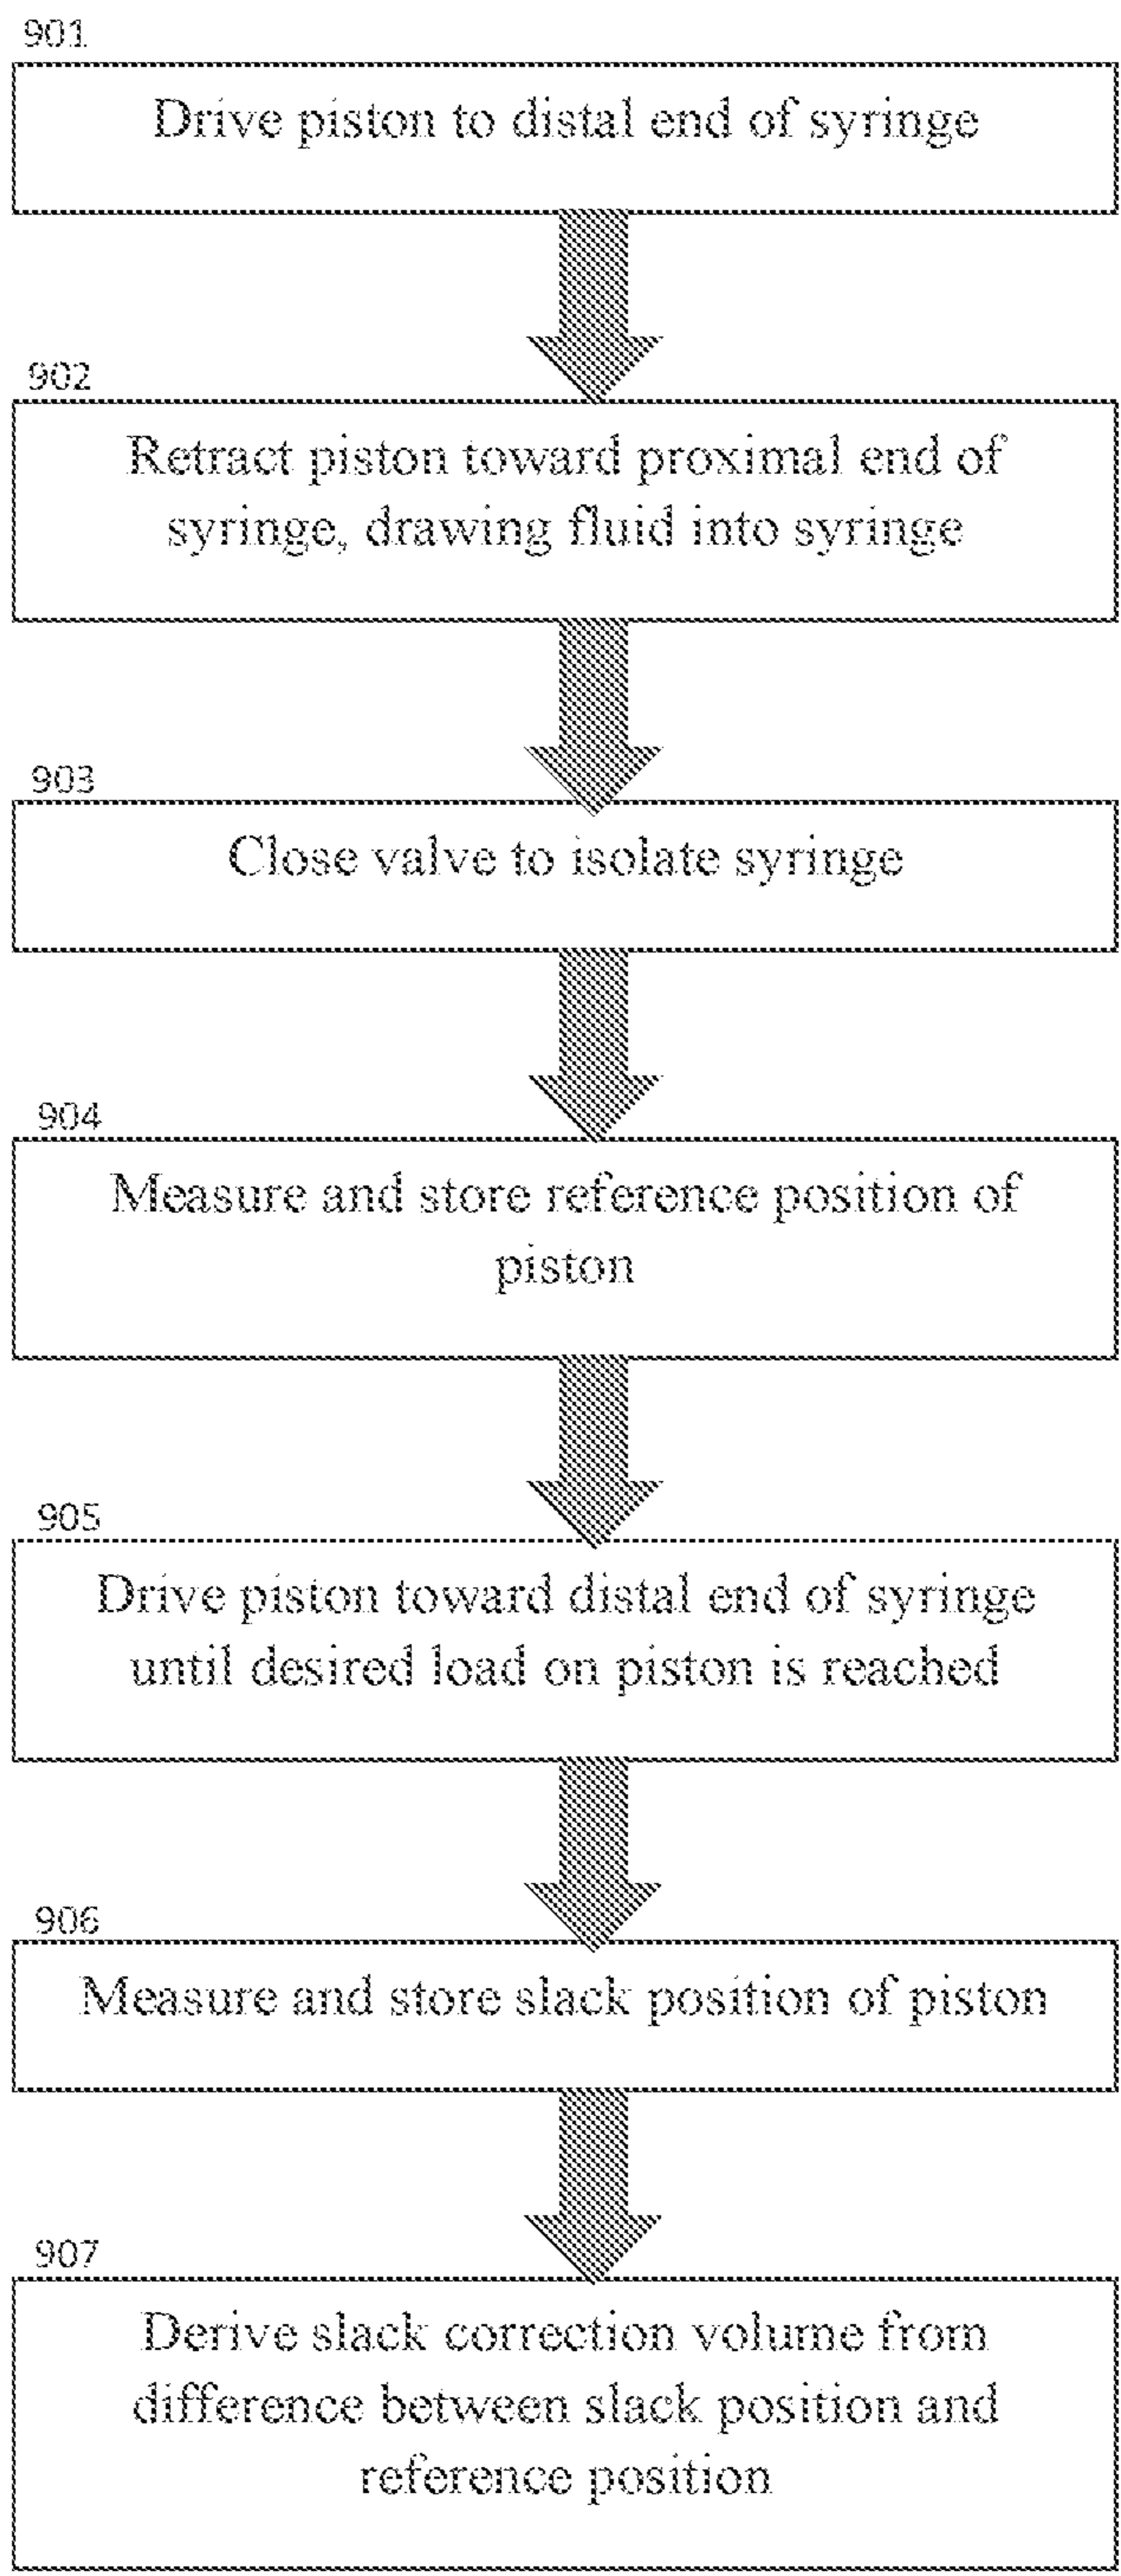 901
Drive piston to distal end of syringe
902
Retract piston toward proximal end of
syringe, drawing fluid into syringe
903
Close valve to isolate syringe
904
Measure and store reference position of
piston
905
Drive piston toward distal end of syringe
until desired load on piston is reached
906
Measure and store slack position of piston
907
Derive slack correction volume from
difference between slack position and
reference position